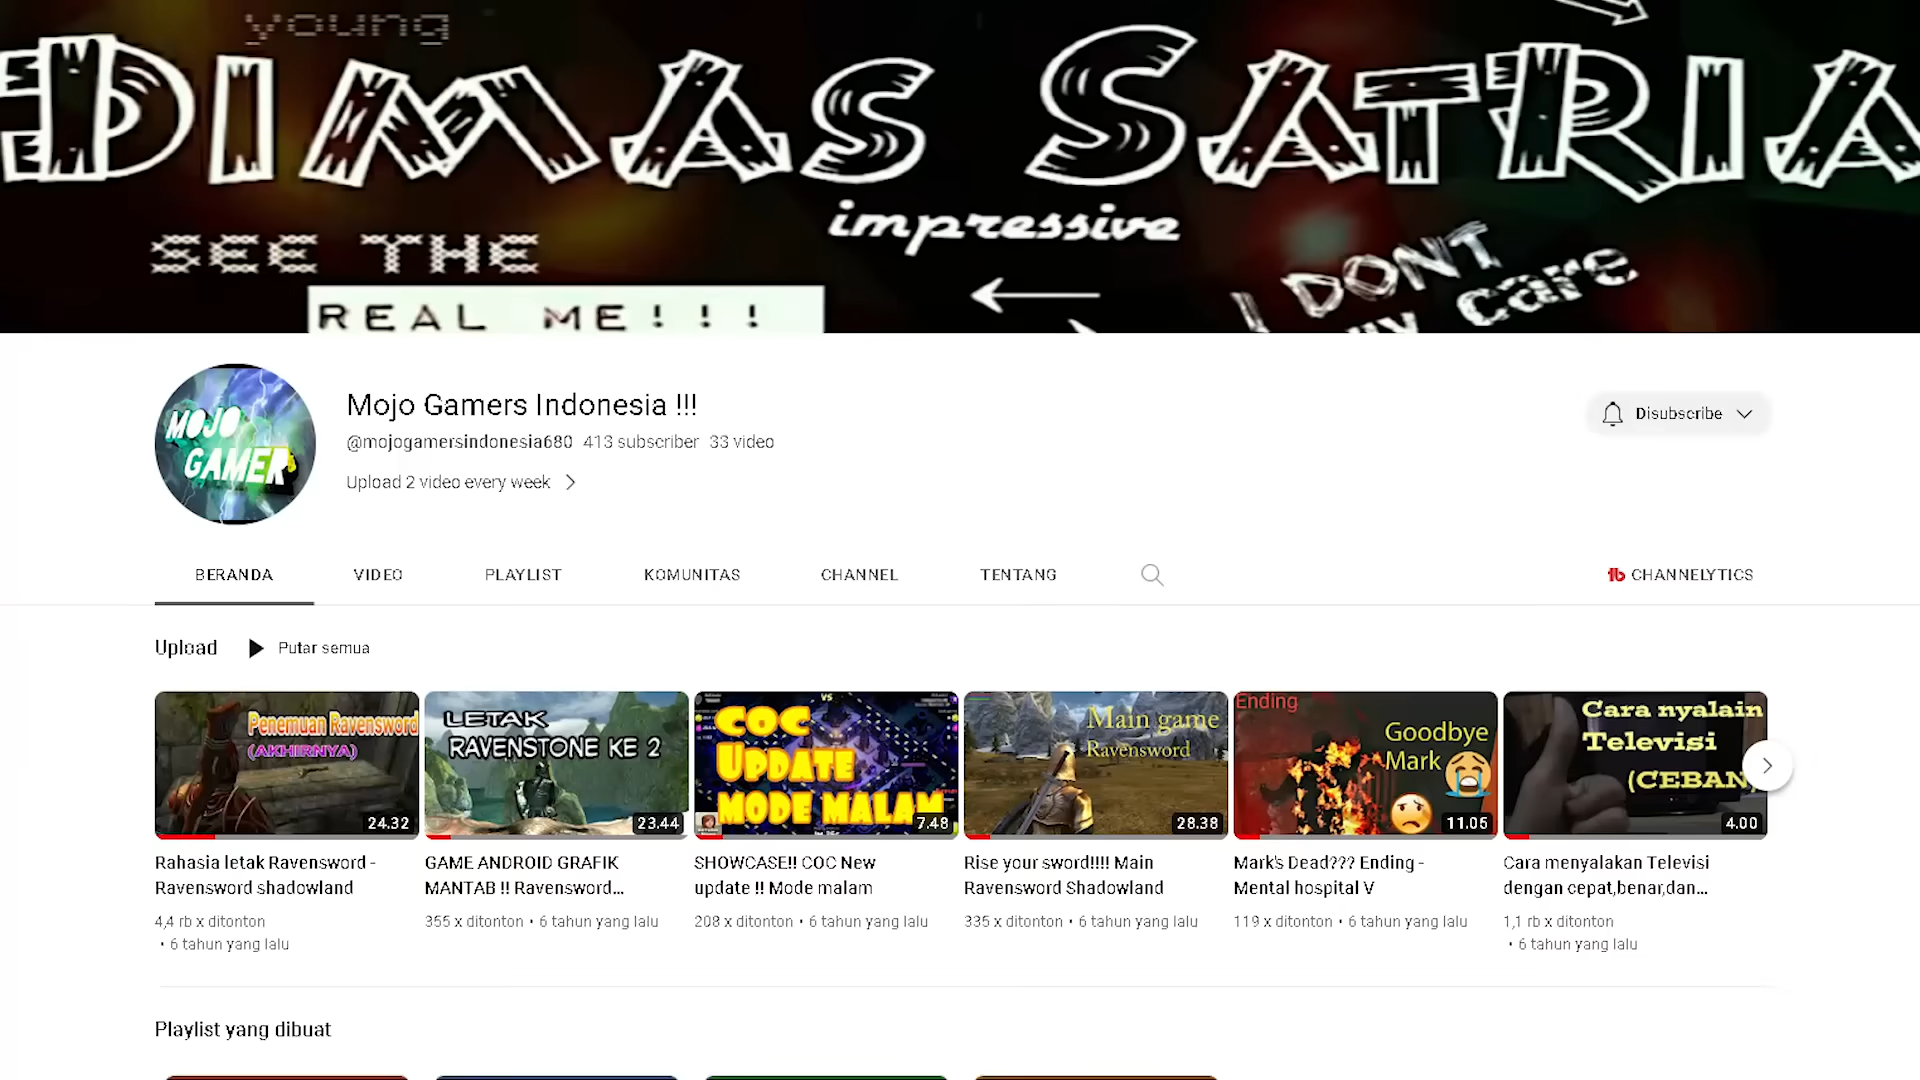 young
DIMAS SATRIA
impressive
SEE THE
I DONT
care
REAL ME!!!
MOJO
GAMER
Mojo Gamers Indonesia !!!
@mojogamersindonesia680 413 subscriber 33 video
Upload 2 video every week
Disubscribe
BERANDA VIDEO PLAYLIST KOMUNITAS CHANNEL TENTANG CHANNELYTICS
Upload Putar semua
Penemuan Ravensword
(AKHIRNYA)
24.32
LETAK
RAVENSTONE KE 2
23.44
VS
COC
UPDATE
MODE MALAM
7.48
Main game
Ravensword
28.38
Ending
Goodbye
Mark
11.05
Cara nyalain
Televisi
(CEBAN)
4.00
Rahasia letak Ravensword -
Ravensword shadowland
4,4 rb x ditonton
• 6 tahun yang lalu
GAME ANDROID GRAFIK
MANTAB !! Ravensword...
355 x ditonton • 6 tahun yang lalu
SHOWCASE!! COC New
update !! Mode malam
208 x ditonton • 6 tahun yang lalu
Rise your sword!!!! Main
Ravensword Shadowland
335 x ditonton • 6 tahun yang lalu
Mark's Dead??? Ending -
Mental hospital V
119 x ditonton • 6 tahun yang lalu
Cara menyalakan Televisi
dengan cepat,benar,dan...
1,1 rb x ditonton
• 6 tahun yang lalu
Playlist yang dibuat